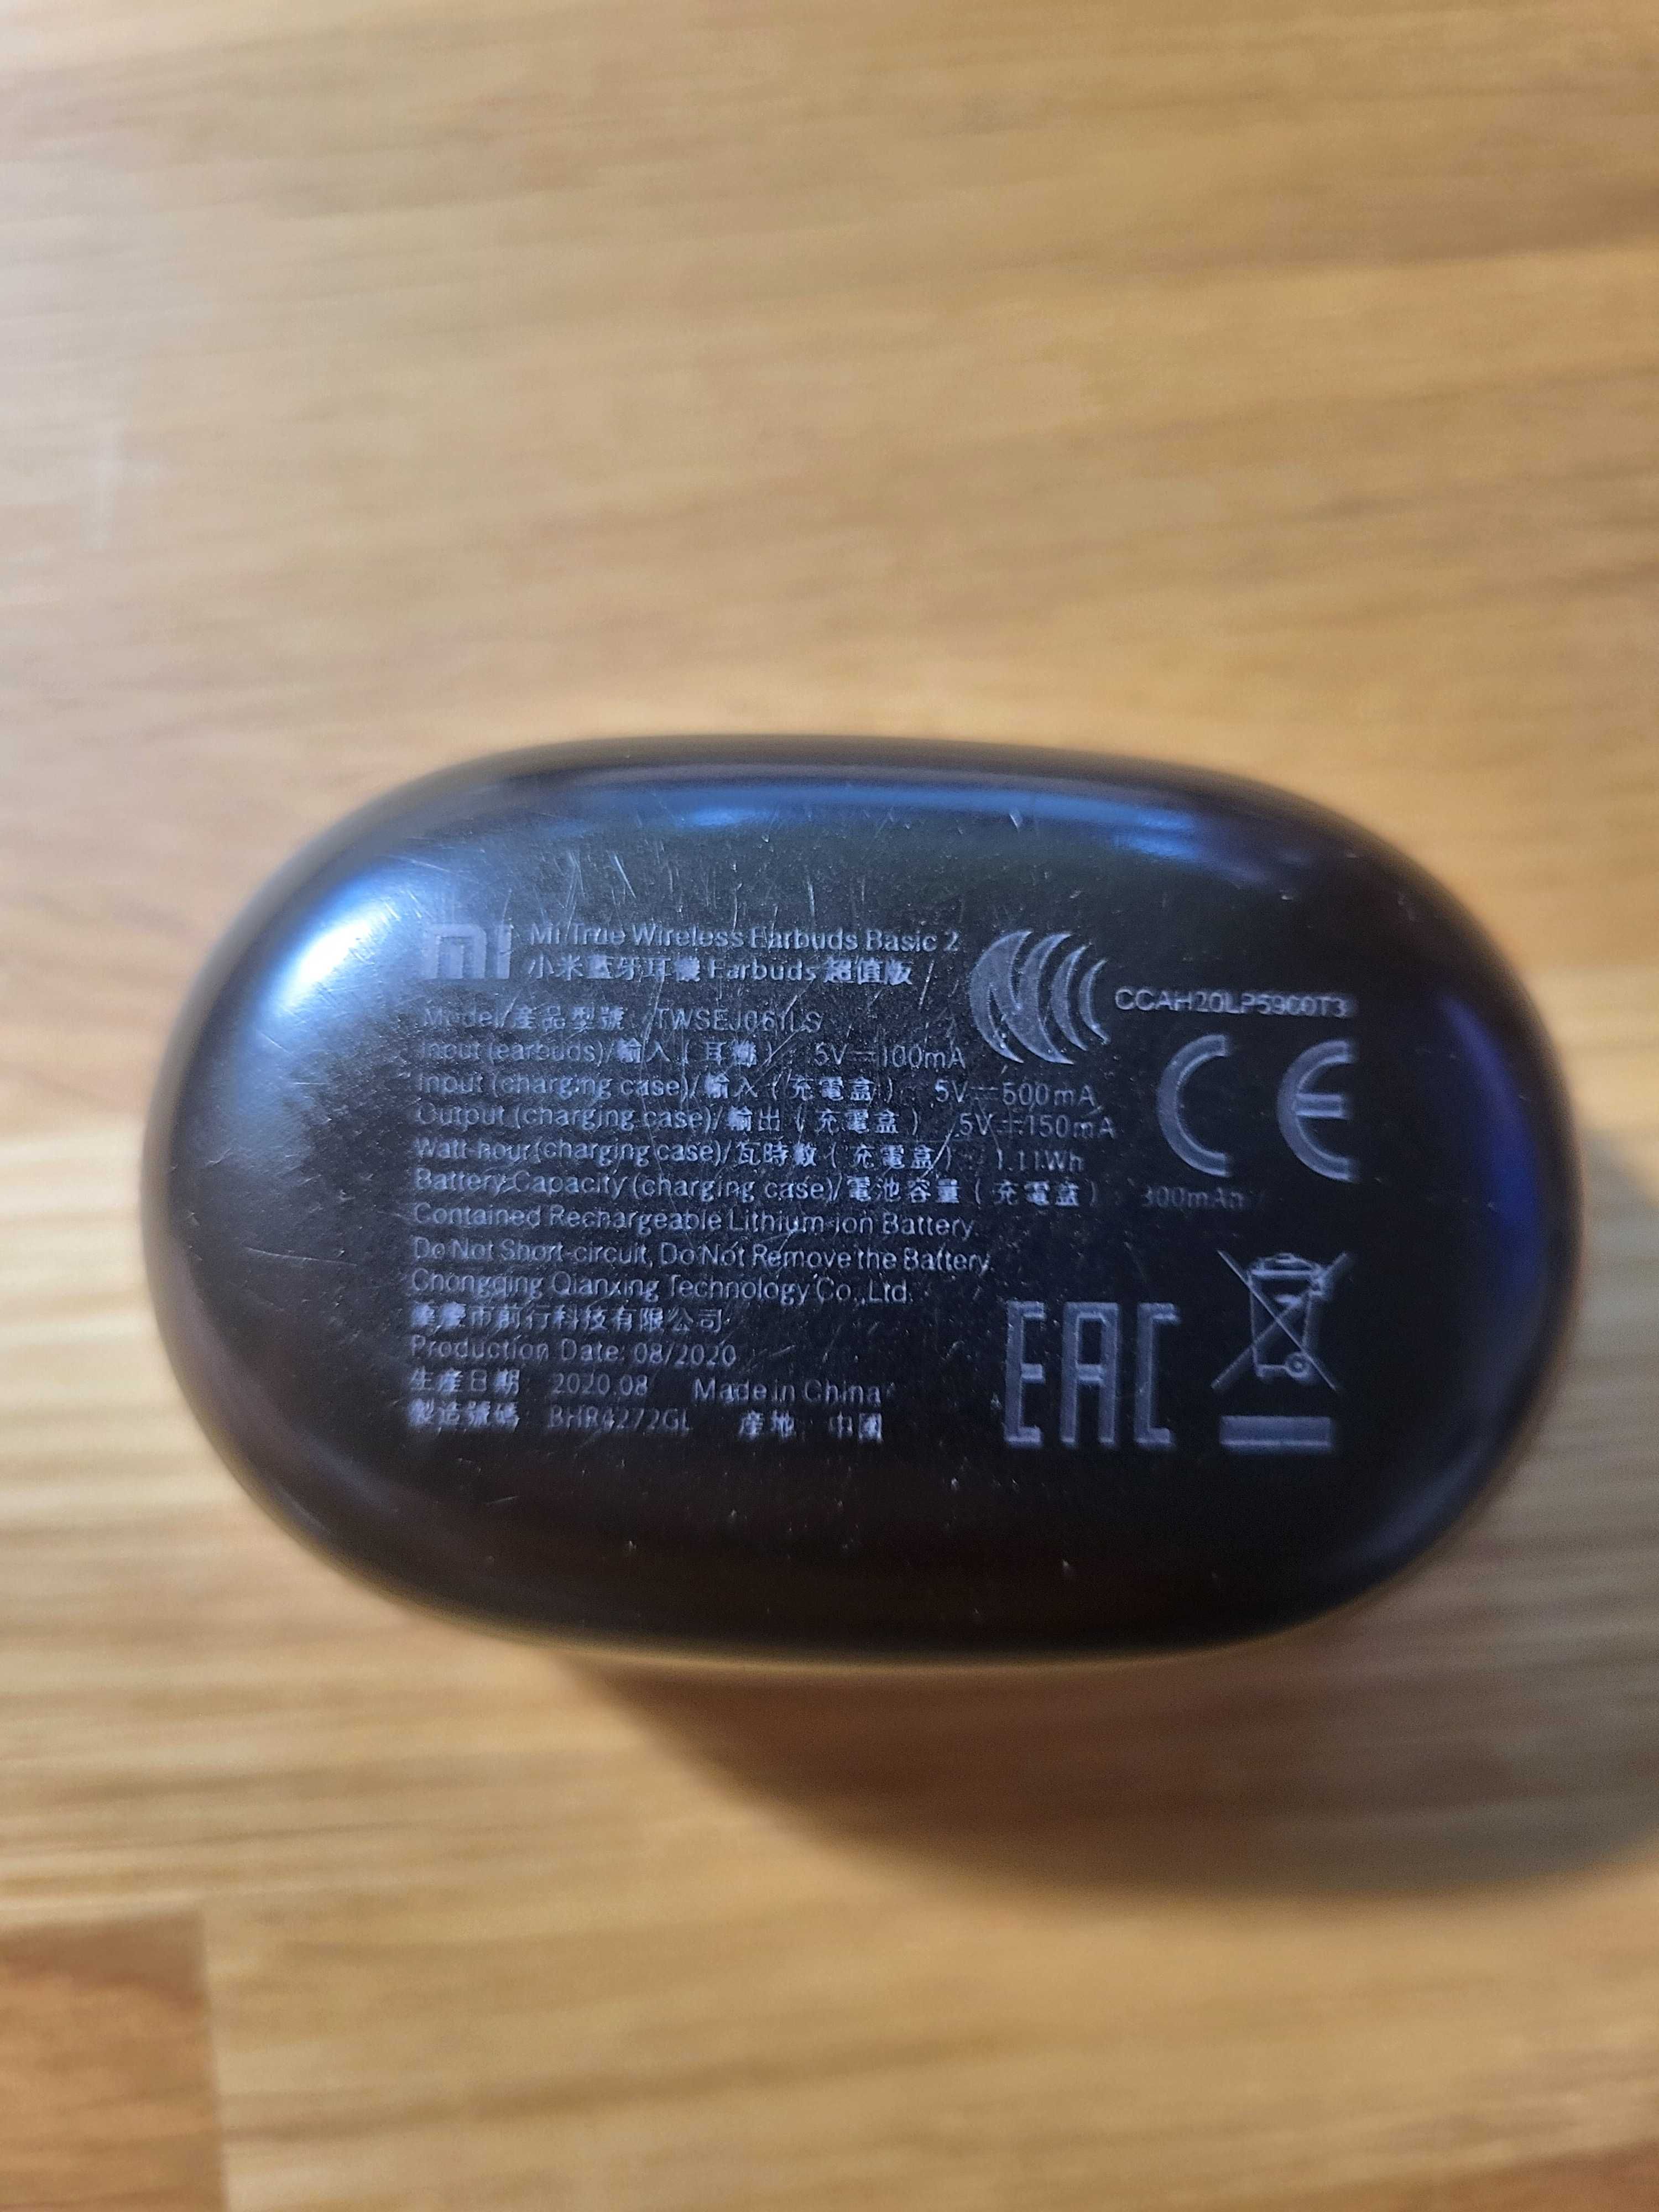 mi Mi True Wireless Earbuds Basic 2
小米藍牙耳機 Earbuds 超值版
CCAH20LP5900T3
Model/產品型號: TWSEJ061LS
Input (earbuds)/輸入(耳機): 5V⎓100mA
Input (charging case)/輸入(充電盒): 5V⎓500mA
Output (charging case)/輸出(充電盒): 5V⎓150mA
Watt-hour(charging case)/瓦時數(充電盒): 1.11Wh
Battery Capacity (charging case)/電池容量(充電盒): 300mAh
Contained Rechargeable Lithium-ion Battery.
Do Not Short-circuit, Do Not Remove the Battery.
Chongqing Qianxing Technology Co.,Ltd.
重慶市前行科技有限公司
Production Date: 08/2020
生産日期: 2020.08 Made in China
製造號碼: BHR4272GL 產地: 中國
CE
EAC